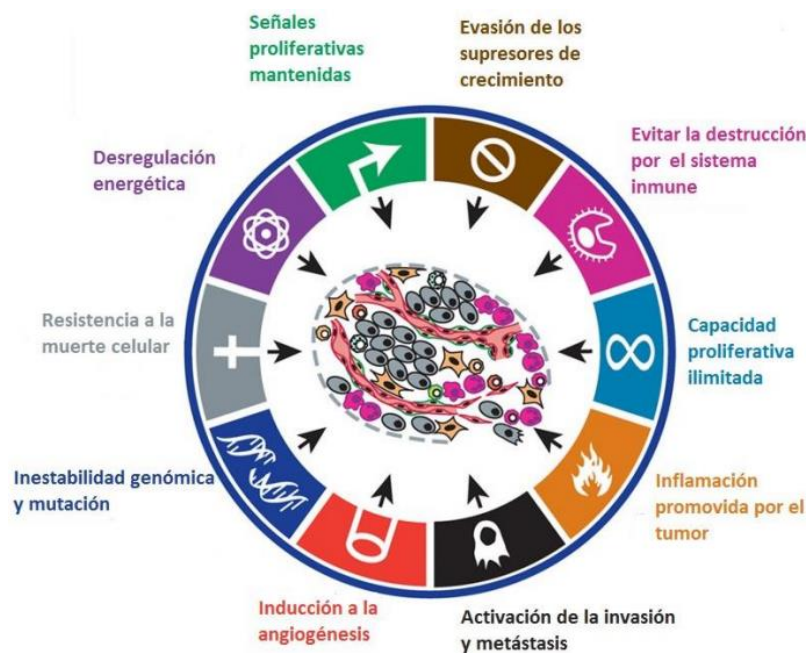 Señales
proliferativas
mantenidas
Evasión de los
supresores de
crecimiento
Evitar la destrucción
por el sistema
inmune
Capacidad
proliferativa
ilimitada
Inflamación
promovida por el
tumor
Activación de la invasión
y metástasis
Inducción a la
angiogénesis
Inestabilidad genómica
y mutación
Resistencia a la
muerte celular
Desregulación
energética